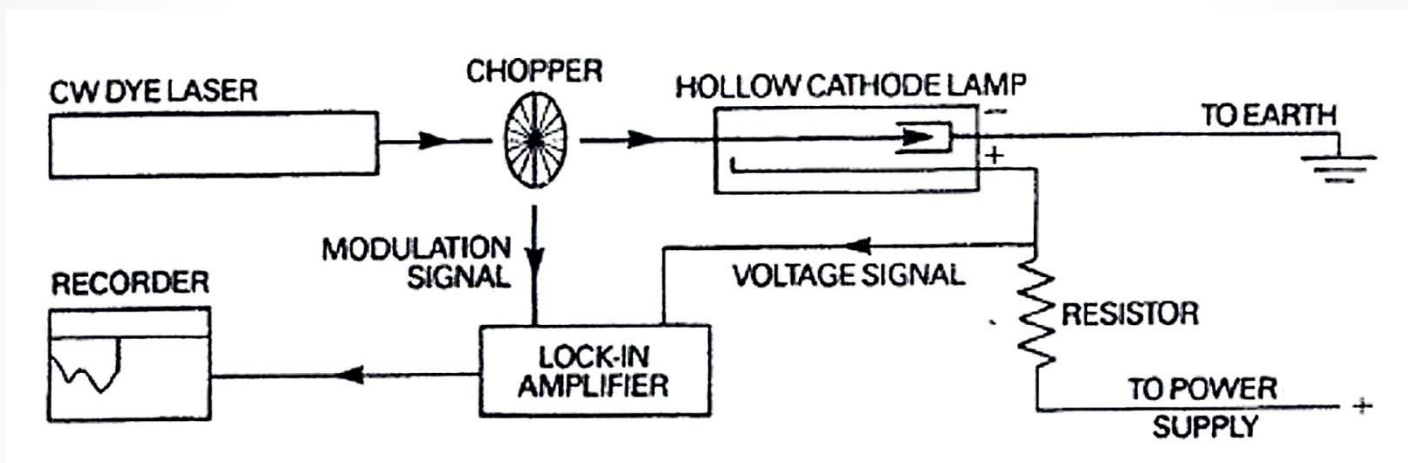 CHOPPER
CW DYE LASER
HOLLOW CATHODE LAMP
−
TO EARTH
+
MODULATION
SIGNAL
VOLTAGE SIGNAL
RECORDER
RESISTOR
LOCK-IN
AMPLIFIER
TO POWER
SUPPLY
+